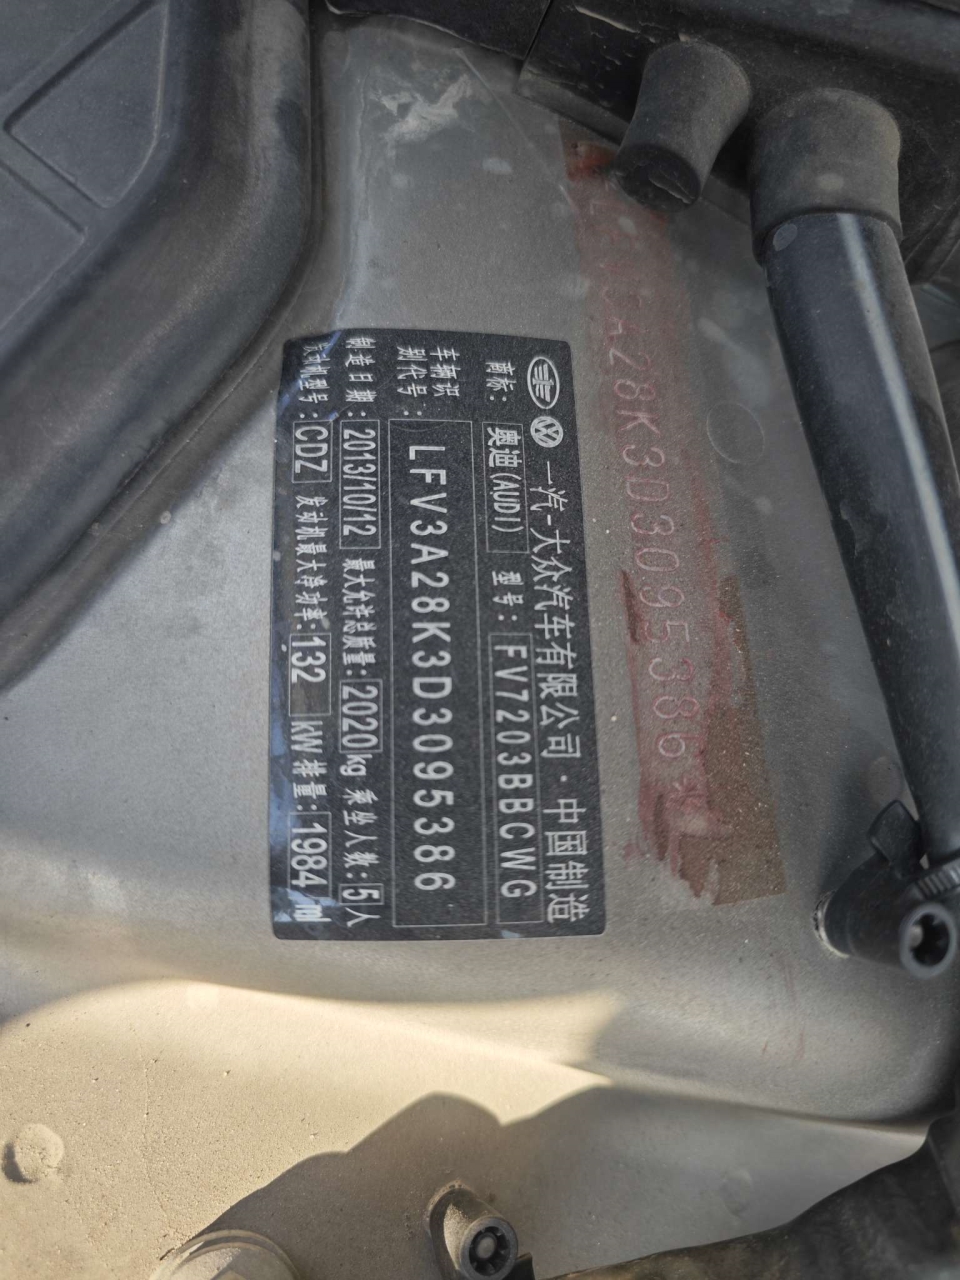 一汽-大众汽车有限公司·中国制造
商标: 奥迪(AUDI) 型号: FV7203BBCWG
车辆识别代号: LFV3A28K3D3095386
制造日期: 2013/10/12 最大允许总质量: 2020kg 乘坐人数: 5人
发动机型号: CDZ 发动机最大净功率: 132 kW 排量: 1984 ml
A28K3D3095386*